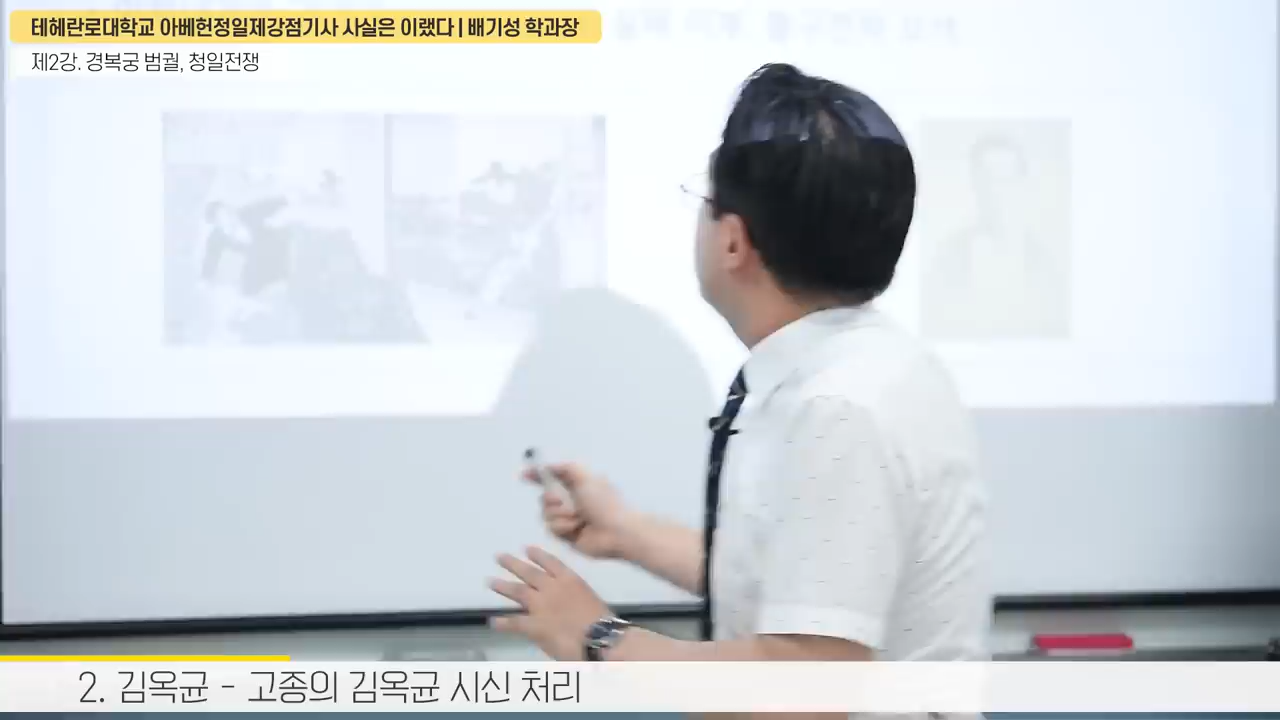 테헤란로대학교 아베헌정일제강점기사 사실은 이랬다 | 배기성 학과장
제2강. 경복궁 범궐, 청일전쟁
2. 김옥균 - 고종의 김옥균 시신 처리